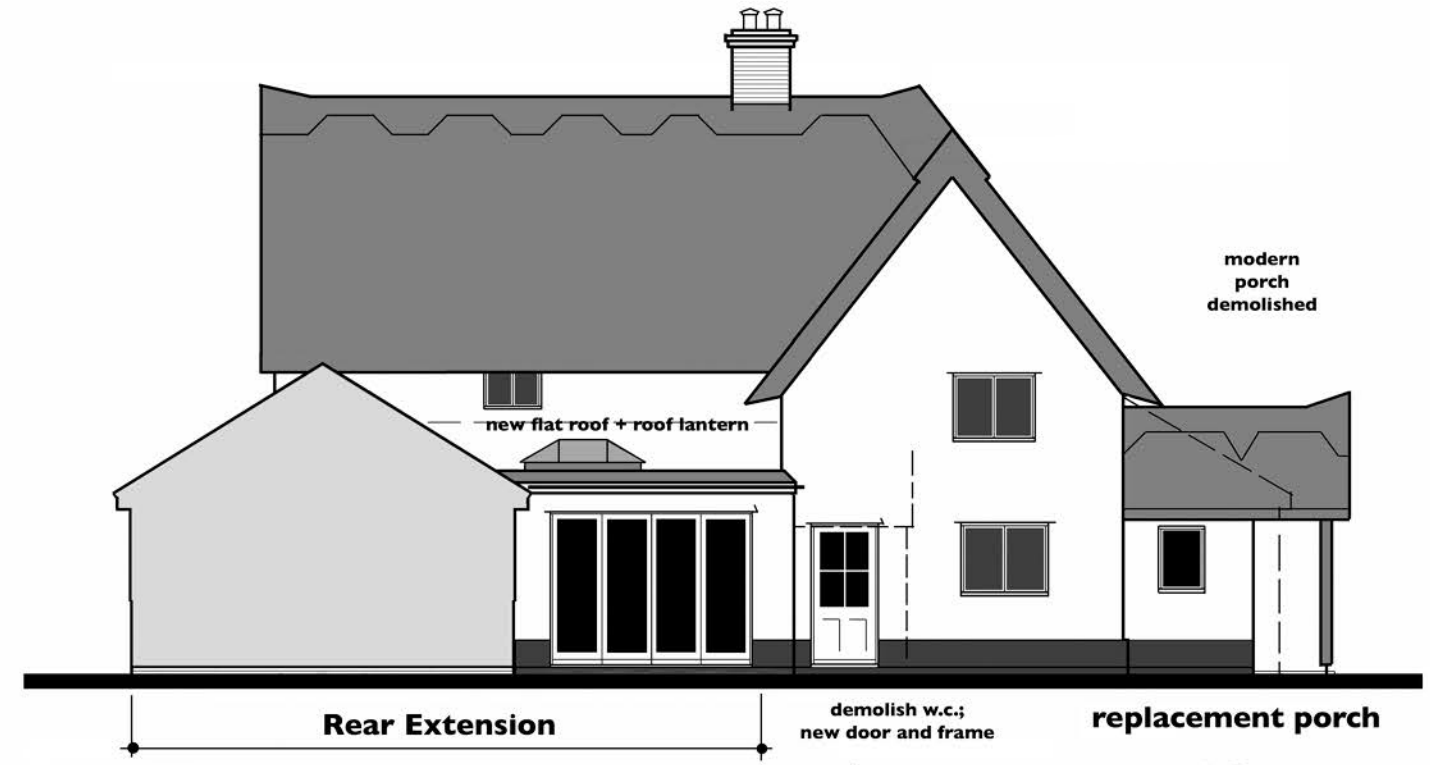 modern
porch
demolished
new flat roof + roof lantern
Rear Extension
demolish w.c.;
new door and frame
replacement porch